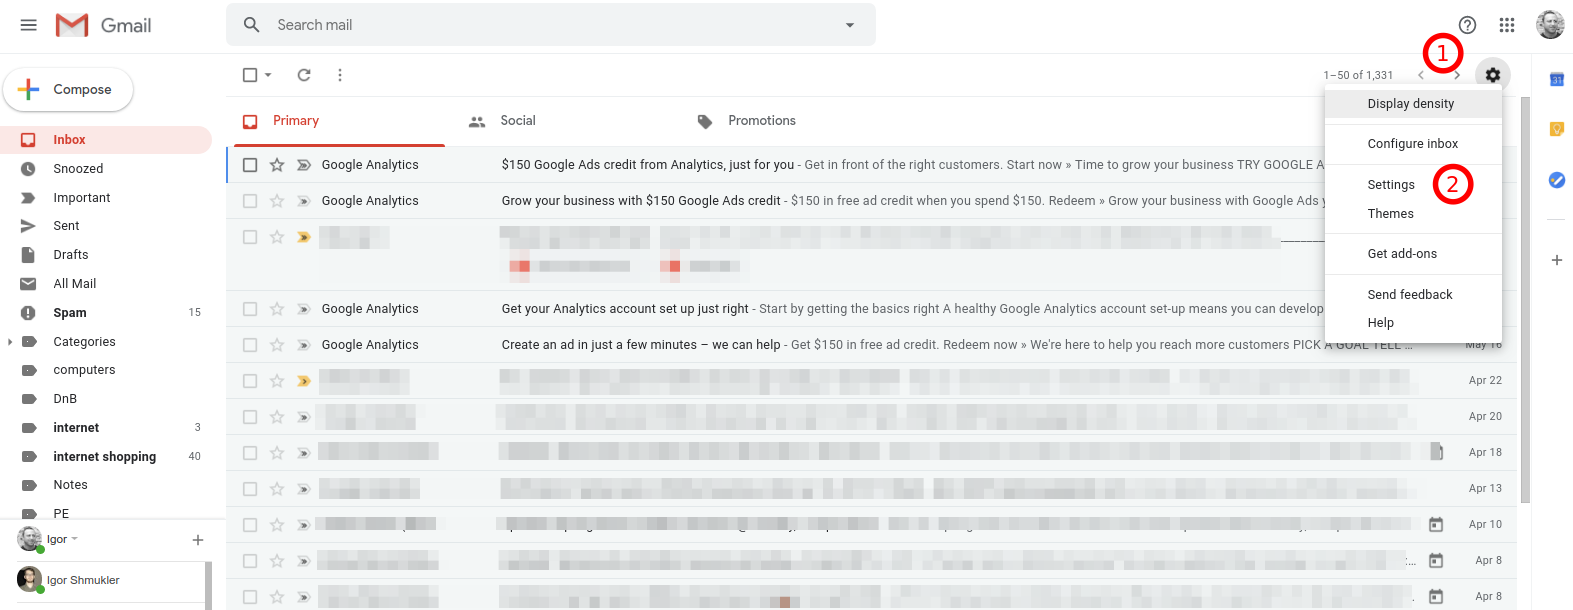 Gmail
Search mail
1
Compose
1–50 of 1,331
31
Display density
Primary
Social
Promotions
Inbox
Configure inbox
Google Analytics
$150 Google Ads credit from Analytics, just for you - Get in front of the right customers. Start now » Time to grow your business TRY GOOGLE A
Snoozed
Settings
2
Important
Google Analytics
Grow your business with $150 Google Ads credit - $150 in free ad credit when you spend $150. Redeem » Grow your business with Google Ads y
Themes
Sent
Drafts
Get add-ons
All Mail
Send feedback
Spam 15
Google Analytics
Get your Analytics account set up just right - Start by getting the basics right A healthy Google Analytics account set-up means you can develop
Help
Categories
Google Analytics
Create an ad in just a few minutes – we can help - Get $150 in free ad credit. Redeem now » We're here to help you reach more customers PICK A GOAL TELL ...
May 16
computers
Apr 22
DnB
Apr 20
internet 3
internet shopping 40
Apr 18
Notes
Apr 13
PE
Apr 10
Igor
Apr 8
Igor Shmukler
Apr 8